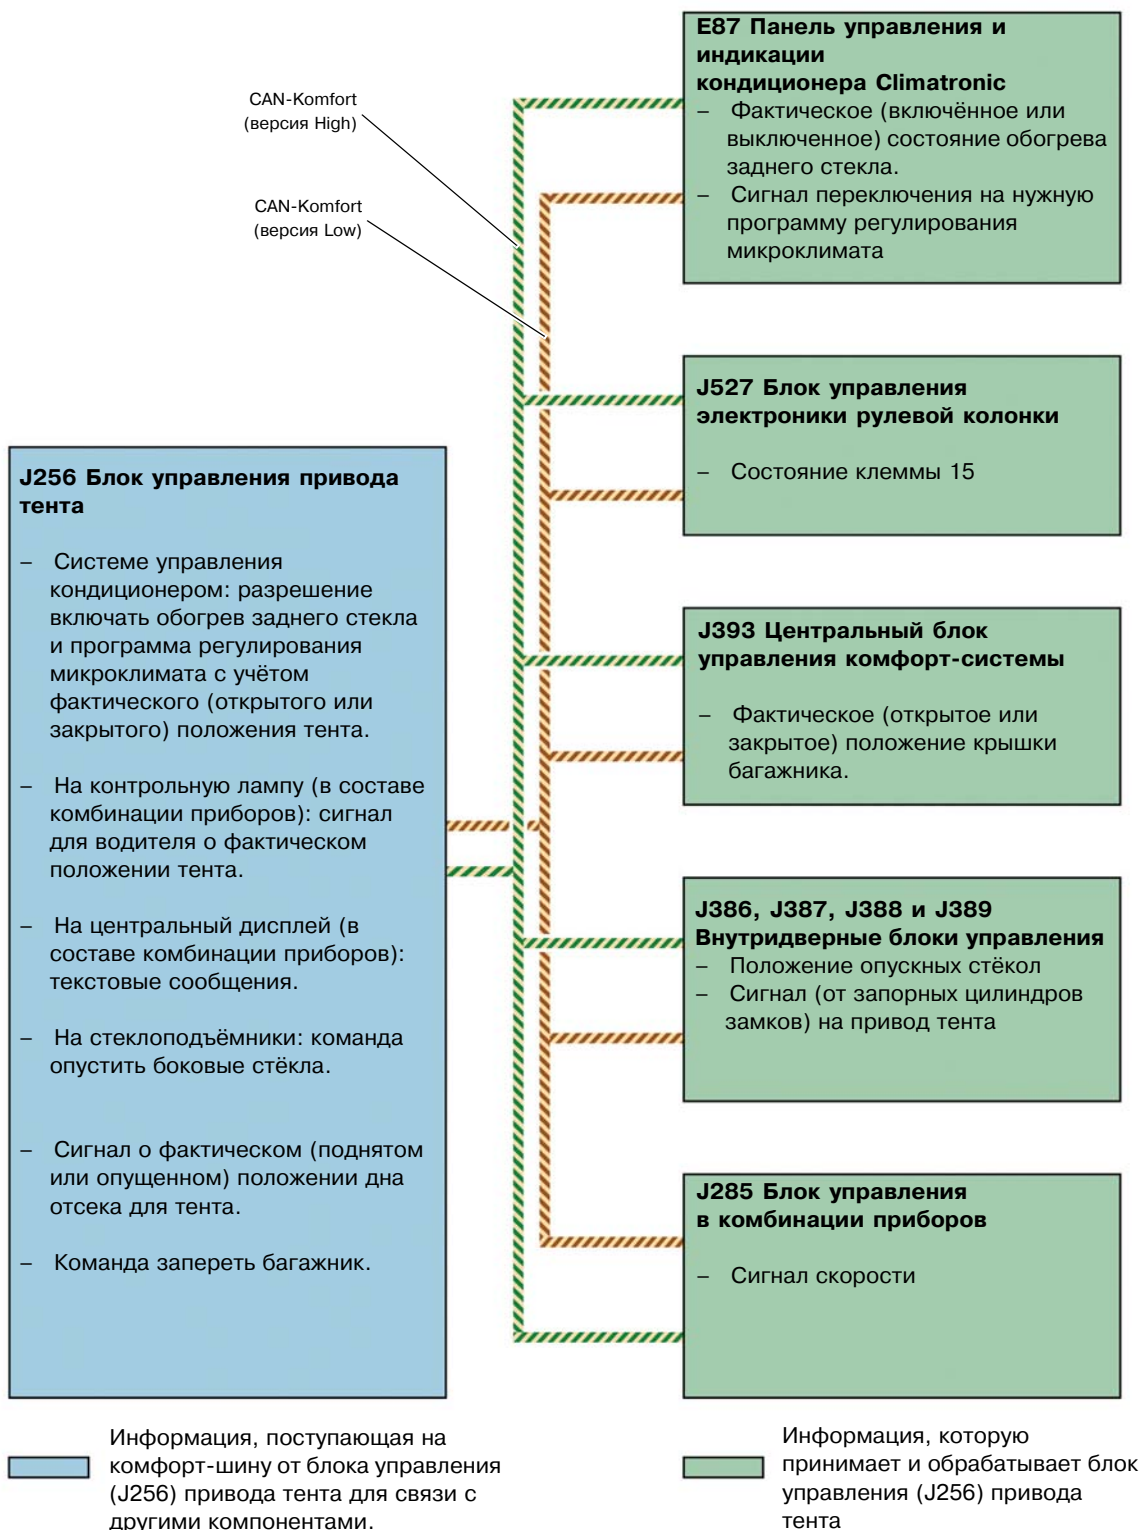 E87 Панель управления и
индикации
кондиционера Climatronic
– Фактическое (включённое или
выключенное) состояние обогрева
заднего стекла.
– Сигнал переключения на нужную
программу регулирования
микроклимата
CAN-Komfort
(версия High)
CAN-Komfort
(версия Low)
J527 Блок управления
электроники рулевой колонки
– Состояние клеммы 15
J256 Блок управления привода
тента
– Системе управления
кондиционером: разрешение
включать обогрев заднего стекла
и программа регулирования
микроклимата с учётом
фактического (открытого или
закрытого) положения тента.
– На контрольную лампу (в составе
комбинации приборов): сигнал
для водителя о фактическом
положении тента.
– На центральный дисплей (в
составе комбинации приборов):
текстовые сообщения.
– На стеклоподъёмники: команда
опустить боковые стёкла.
– Сигнал о фактическом (поднятом
или опущенном) положении дна
отсека для тента.
– Команда запереть багажник.
J393 Центральный блок
управления комфорт-системы
– Фактическое (открытое или
закрытое) положение крышки
багажника.
J386, J387, J388 и J389
Внутридверные блоки управления
– Положение опускных стёкол
– Сигнал (от запорных цилиндров
замков) на привод тента
J285 Блок управления
в комбинации приборов
– Сигнал скорости
Информация, поступающая на
комфорт-шину от блока управления
(J256) привода тента для связи с
другими компонентами.
Информация, которую
принимает и обрабатывает блок
управления (J256) привода
тента